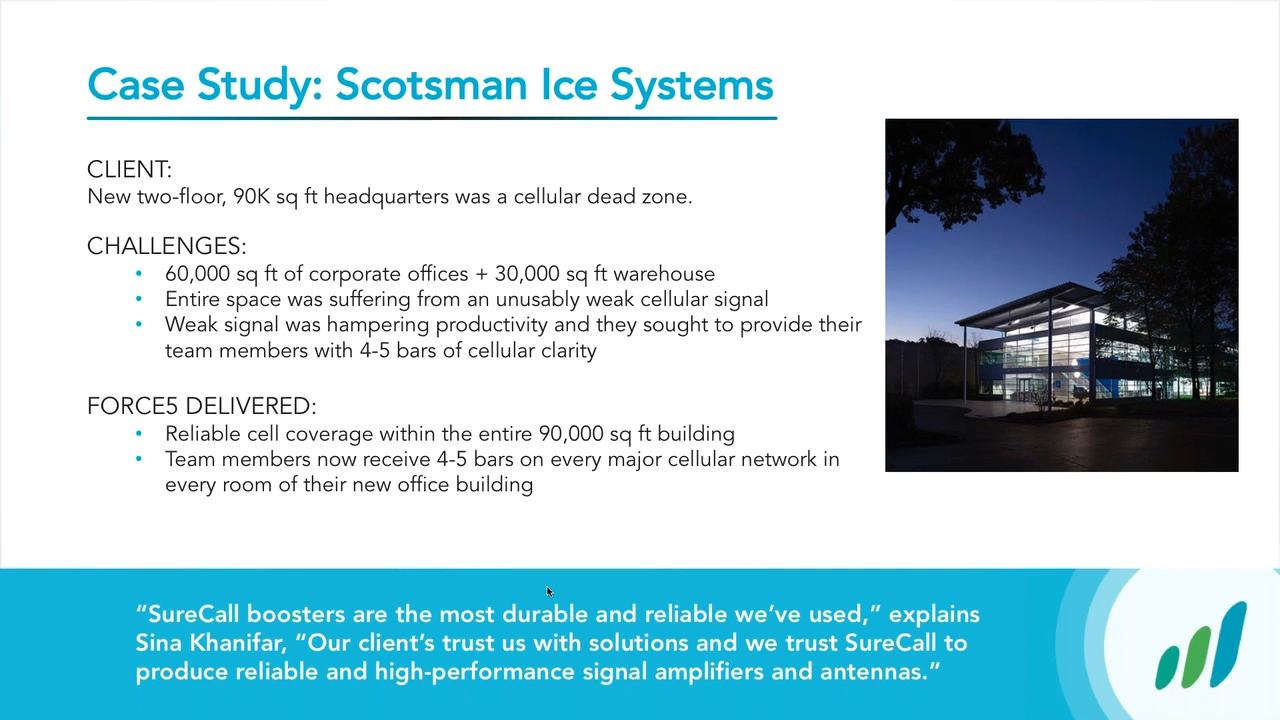 Case Study: Scotsman Ice Systems
CLIENT:
New two-floor, 90K sq ft headquarters was a cellular dead zone.
CHALLENGES:
• 60,000 sq ft of corporate offices + 30,000 sq ft warehouse
• Entire space was suffering from an unusably weak cellular signal
• Weak signal was hampering productivity and they sought to provide their
team members with 4-5 bars of cellular clarity
FORCE5 DELIVERED:
• Reliable cell coverage within the entire 90,000 sq ft building
• Team members now receive 4-5 bars on every major cellular network in
every room of their new office building
“SureCall boosters are the most durable and reliable we’ve used,” explains
Sina Khanifar, “Our client’s trust us with solutions and we trust SureCall to
produce reliable and high-performance signal amplifiers and antennas.”